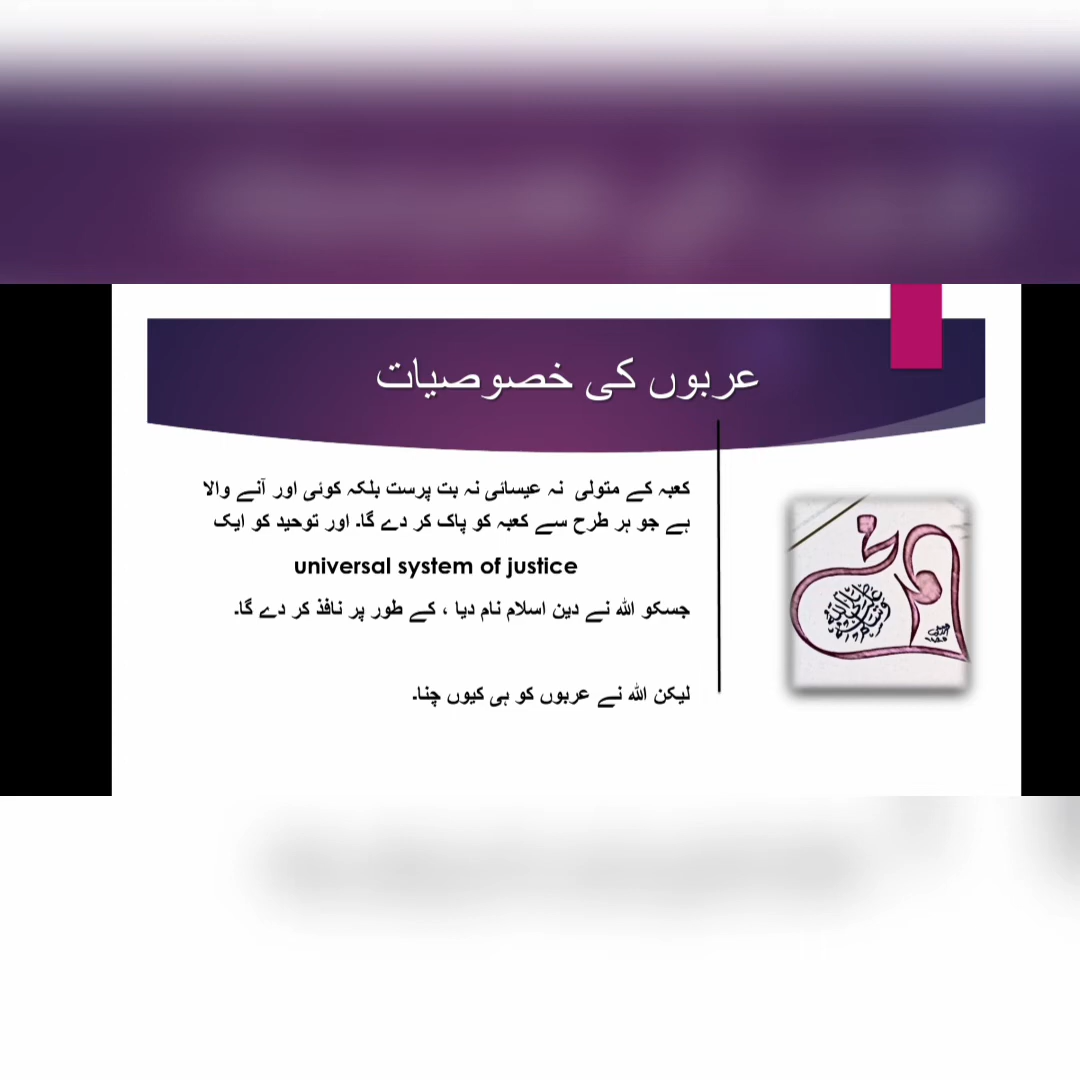 عربوں کی خصوصیات
کعبہ کے متولی نہ عیسائی نہ بت پرست بلکہ کوئی اور آنے والا
ہے جو ہر طرح سے کعبہ کو پاک کر دے گا۔ اور توحید کو ایک
universal system of justice
جسکو اللہ نے دین اسلام نام دیا ، کے طور پر نافذ کر دے گا۔
لیکن اللہ نے عربوں کو ہی کیوں چنا۔